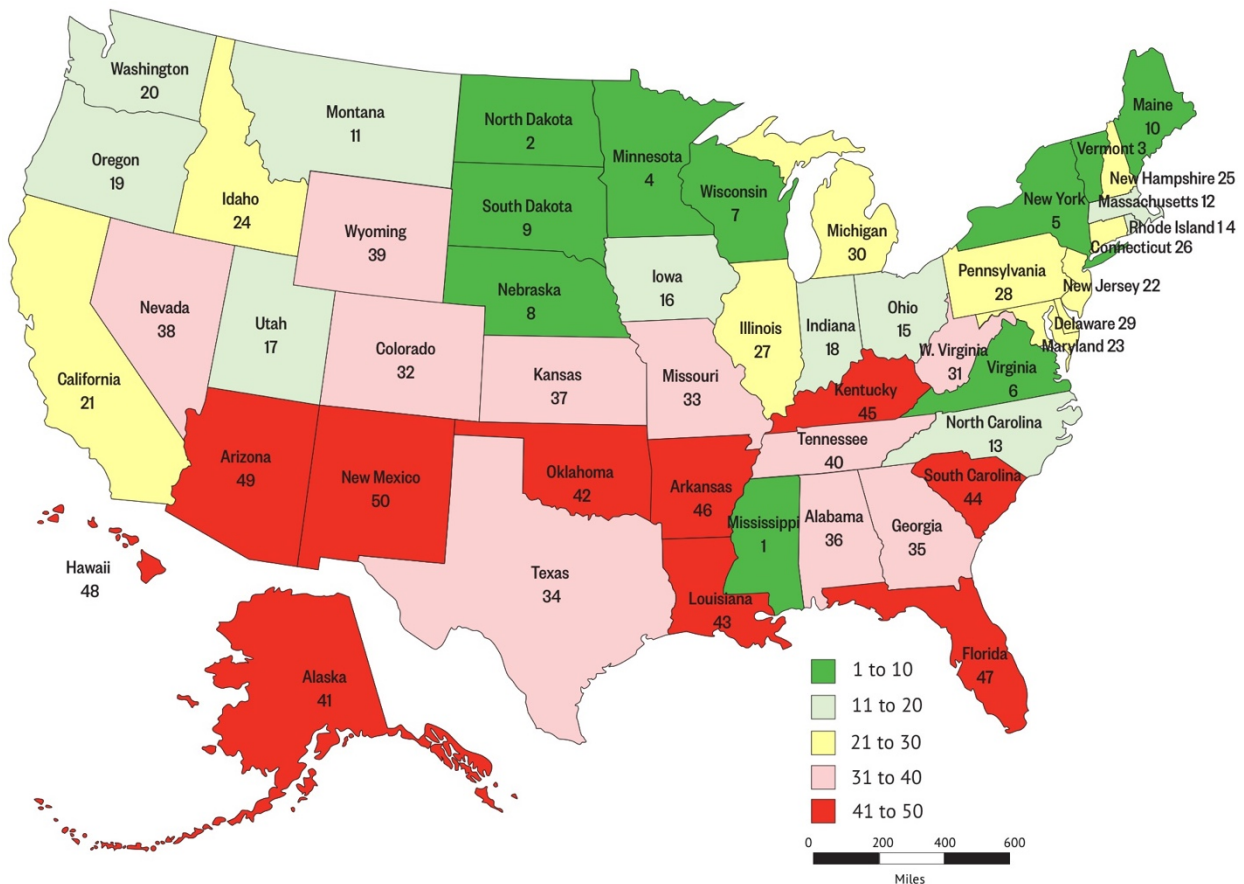 Washington
20
Montana
11
North Dakota
2
Minnesota
4
Maine
10
Vermont 3
Oregon
19
Idaho
24
Wyoming
39
South Dakota
9
Wisconsin
7
Michigan
30
New York
5
New Hampshire 25
Massachusetts 12
Rhode Island 14
Connecticut 26
Nevada
38
Utah
17
Colorado
32
Nebraska
8
Iowa
16
Illinois
27
Indiana
18
Ohio
15
Pennsylvania
28
New Jersey 22
Delaware 29
Maryland 23
W. Virginia
31
Virginia
6
California
21
Kansas
37
Missouri
33
Kentucky
45
North Carolina
13
Tennessee
40
Arizona
49
New Mexico
50
Oklahoma
42
Arkansas
46
South Carolina
44
Mississippi
1
Alabama
36
Georgia
35
Hawaii
48
Texas
34
Louisiana
43
Florida
47
Alaska
41
1 to 10
11 to 20
21 to 30
31 to 40
41 to 50
0 200 400 600
Miles